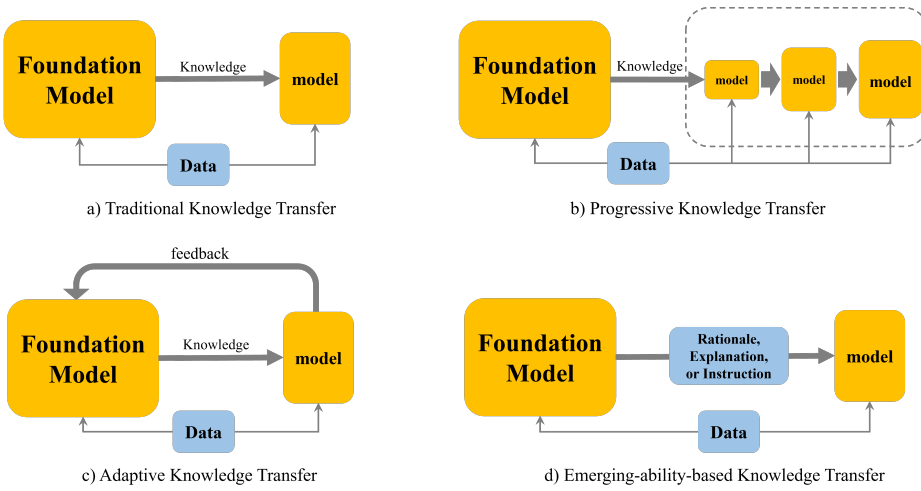 Foundation
Model
Knowledge
model
Data
a) Traditional Knowledge Transfer
Foundation
Model
Knowledge
model
model
model
Data
b) Progressive Knowledge Transfer
feedback
Foundation
Model
Knowledge
model
Data
c) Adaptive Knowledge Transfer
Foundation
Model
Rationale,
Explanation,
or Instruction
model
Data
d) Emerging-ability-based Knowledge Transfer